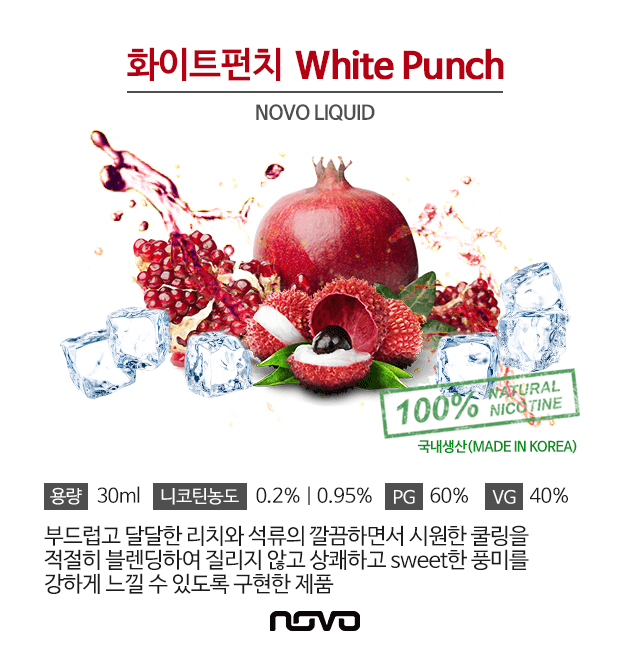 화이트펀치 White Punch
NOVO LIQUID
100% NATURAL NICOTINE
국내생산(MADE IN KOREA)
용량 30ml 니코틴농도 0.2% | 0.95% PG 60% VG 40%
부드럽고 달달한 리치와 석류의 깔끔하면서 시원한 쿨링을
적절히 블렌딩하여 질리지 않고 상쾌하고 sweet한 풍미를
강하게 느낄 수 있도록 구현한 제품
novo